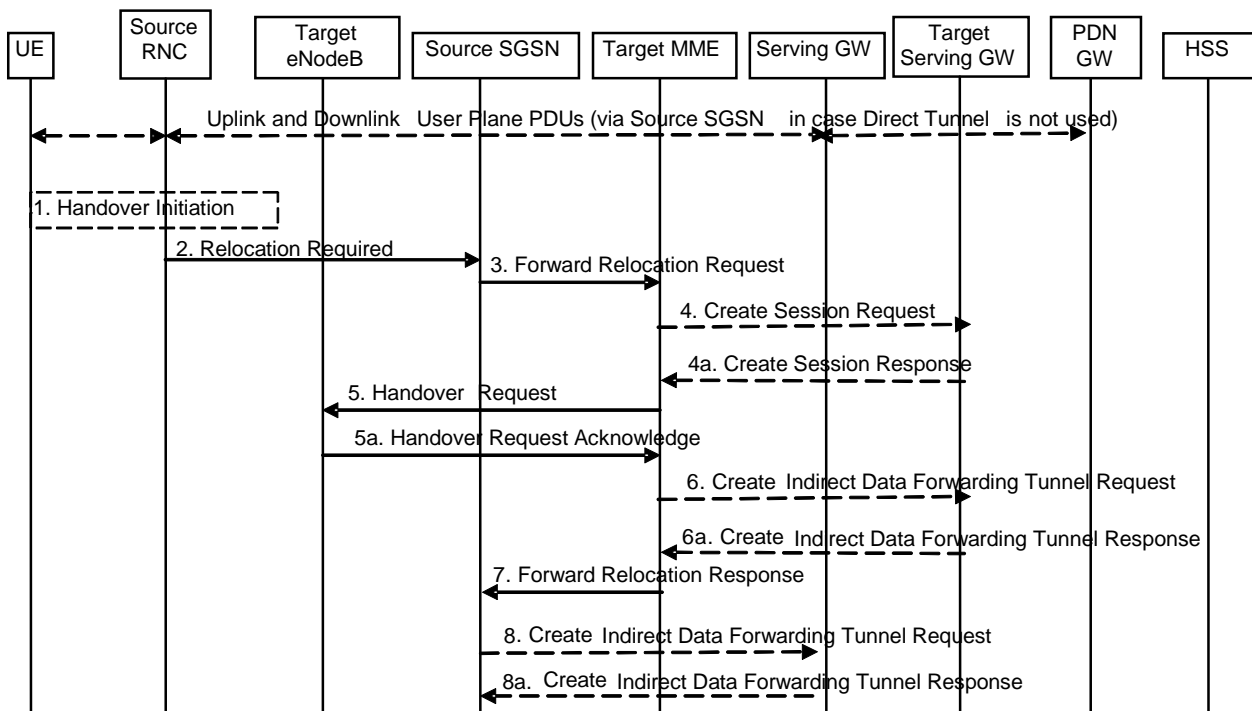 UE
Source
RNC
Target
eNodeB
Source SGSN
Target MME
Serving GW
Target
Serving GW
PDN
GW
HSS
Uplink and Downlink User Plane PDUs (via Source SGSN in case Direct Tunnel is not used)
1. Handover Initiation
2. Relocation Required
3. Forward Relocation Request
4. Create Session Request
4a. Create Session Response
5. Handover Request
5a. Handover Request Acknowledge
6. Create Indirect Data Forwarding Tunnel Request
6a. Create Indirect Data Forwarding Tunnel Response
7. Forward Relocation Response
8. Create Indirect Data Forwarding Tunnel Request
8a. Create Indirect Data Forwarding Tunnel Response